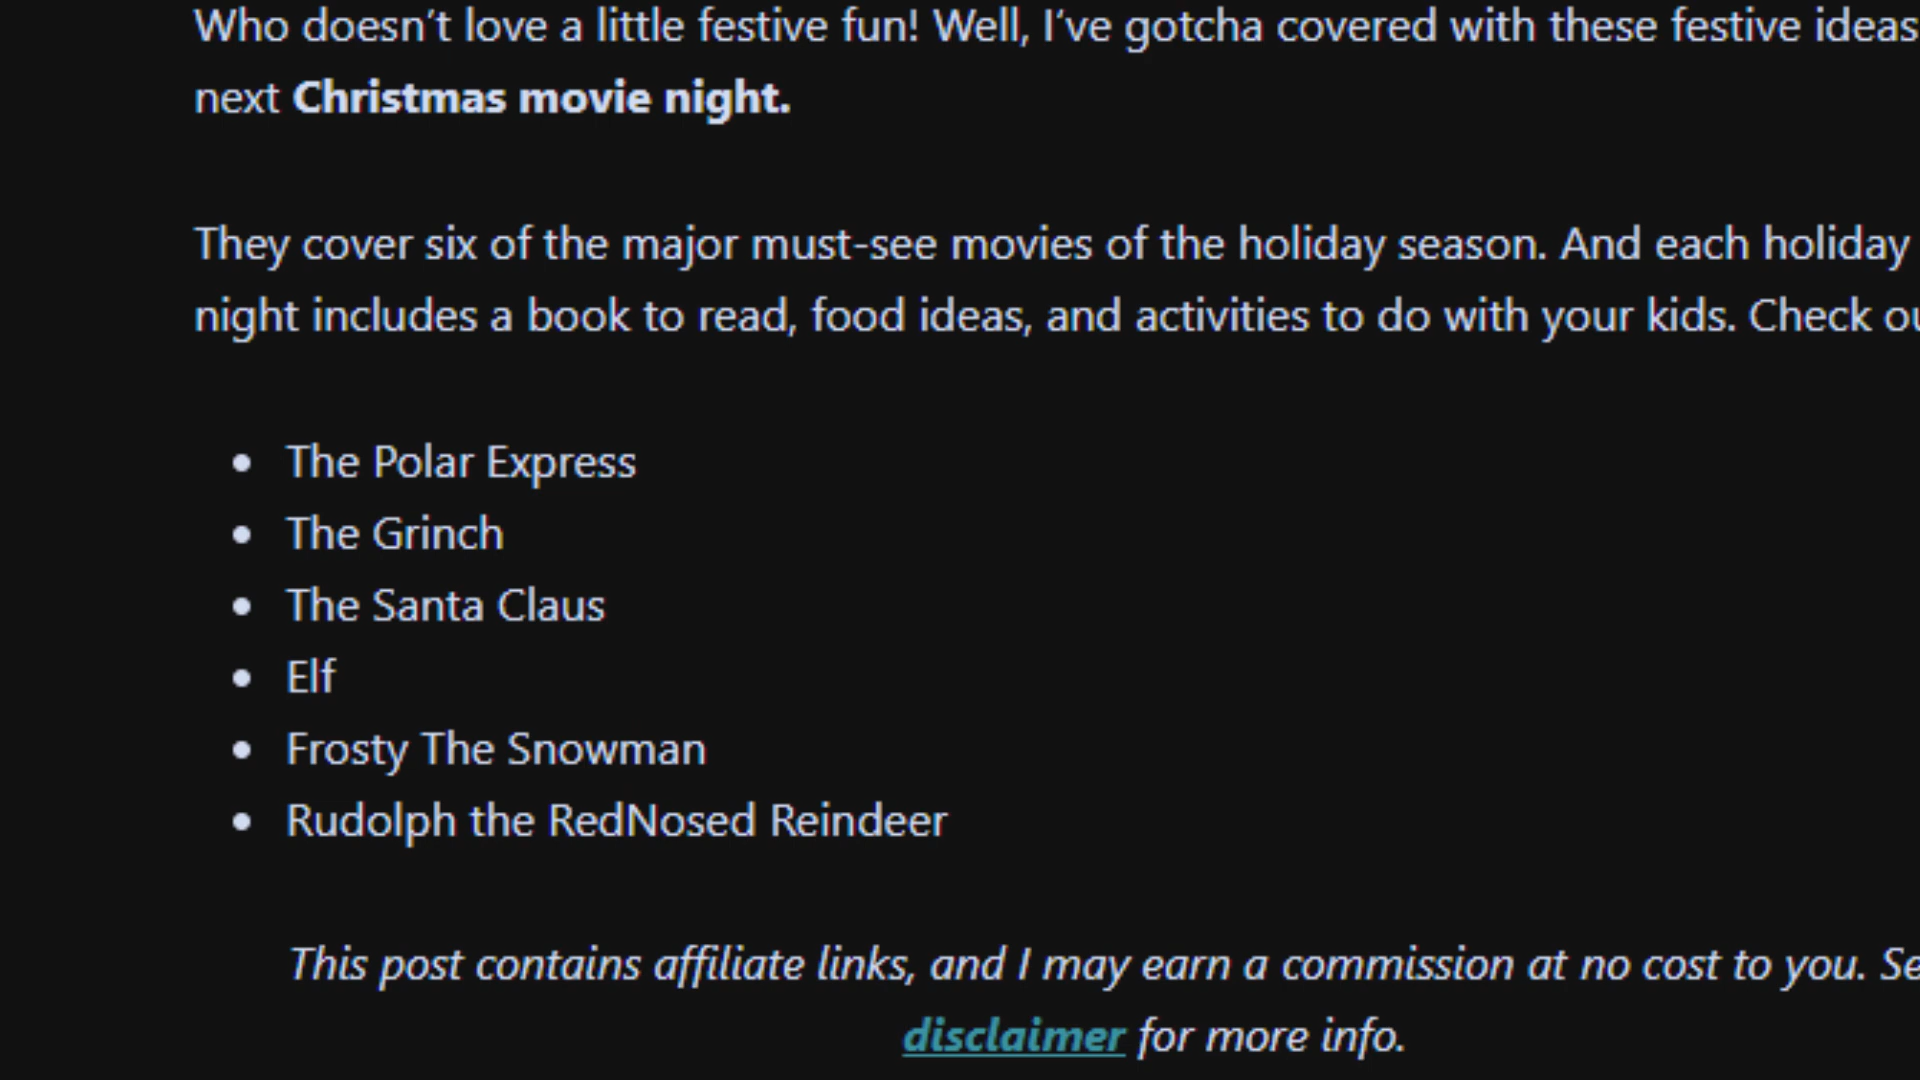 Who doesn’t love a little festive fun! Well, I’ve gotcha covered with these festive ideas
next Christmas movie night.
They cover six of the major must-see movies of the holiday season. And each holiday
night includes a book to read, food ideas, and activities to do with your kids. Check
• The Polar Express
• The Grinch
• The Santa Claus
• Elf
• Frosty The Snowman
• Rudolph the RedNosed Reindeer
This post contains affiliate links, and I may earn a commission at no cost to you.
disclaimer for more info.